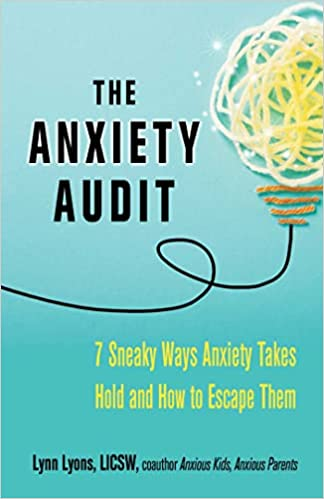 THE
ANXIETY
AUDIT
7 Sneaky Ways Anxiety Takes
Hold and How to Escape Them
Lynn Lyons, LICSW, coauthor Anxious Kids, Anxious Parents